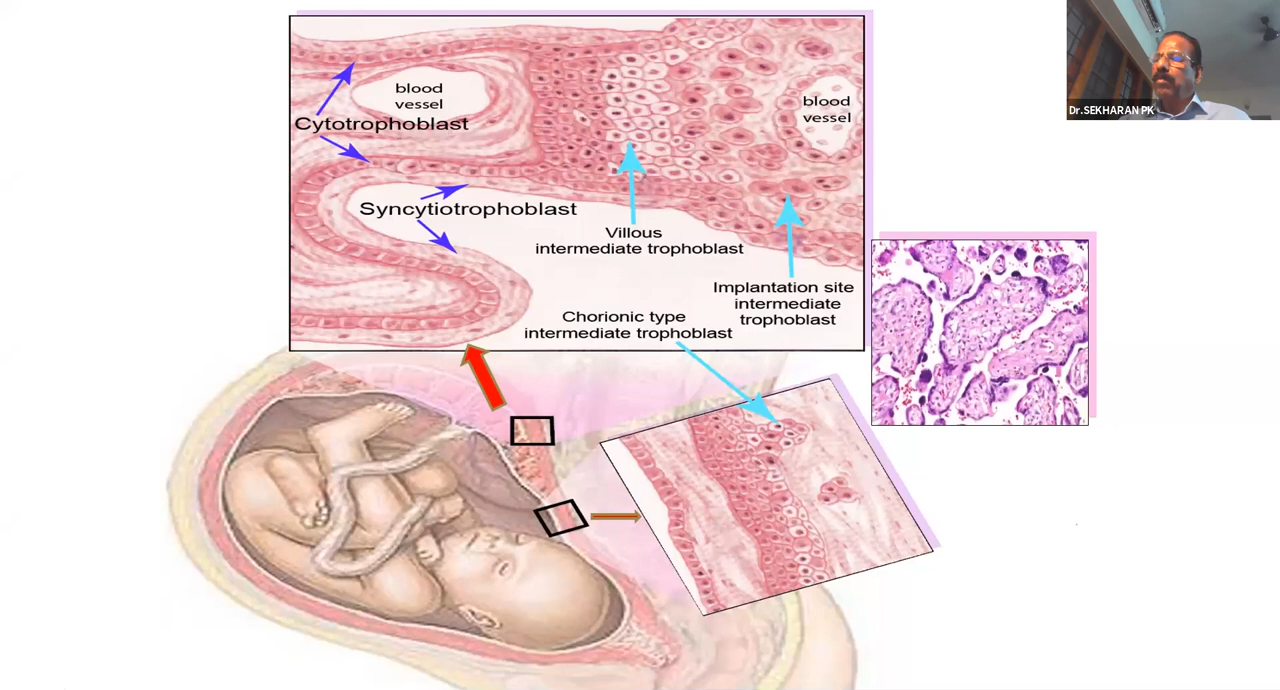 blood
vessel
Cytotrophoblast
blood
vessel
Syncytiotrophoblast
Villous
intermediate trophoblast
Implantation site
intermediate
trophoblast
Chorionic type
intermediate trophoblast
Dr.SEKHARAN PK